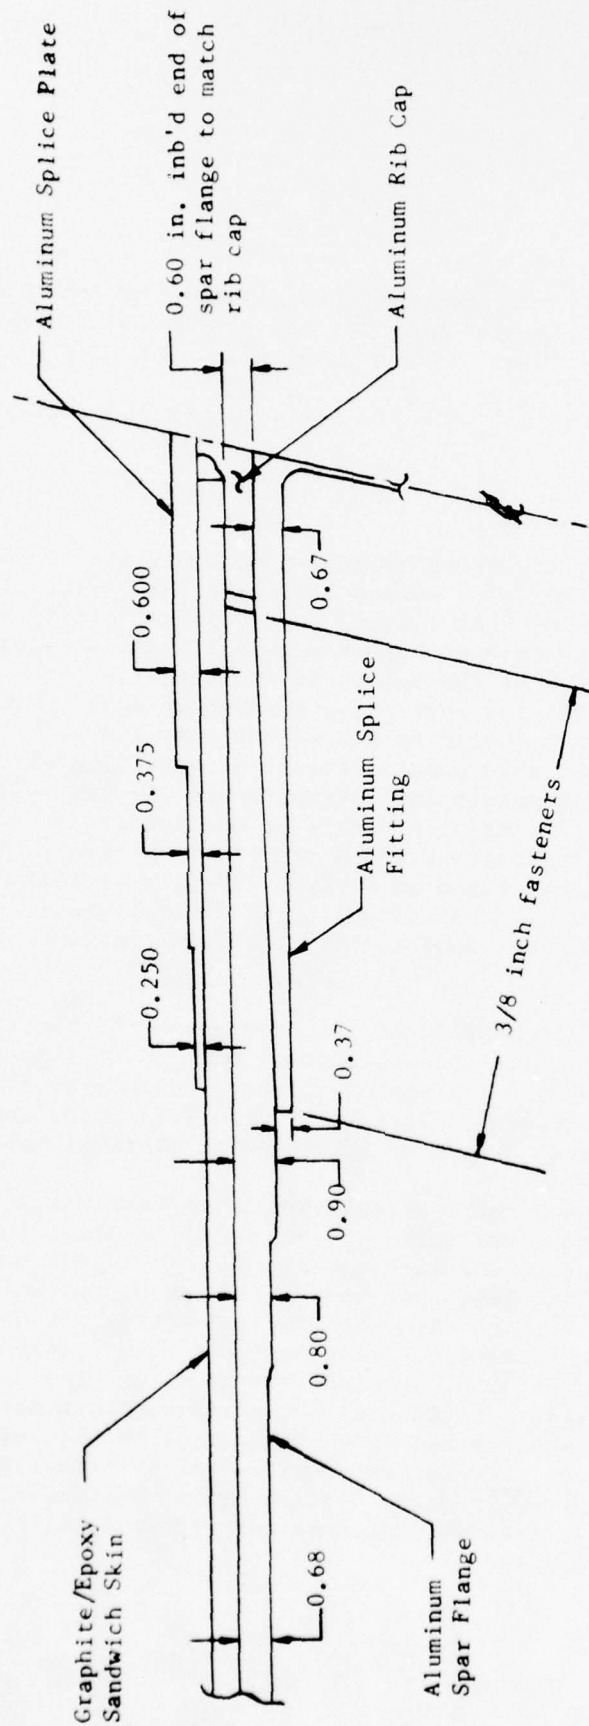 Aluminum Splice Plate
0.60 in. inb'd end of
spar flange to match
rib cap
Aluminum Rib Cap
0.600
0.67
0.375
Aluminum Splice
Fitting
0.250
0.37
3/8 inch fasteners
0.90
0.80
Graphite/Epoxy
Sandwich Skin
0.68
Aluminum
Spar Flange